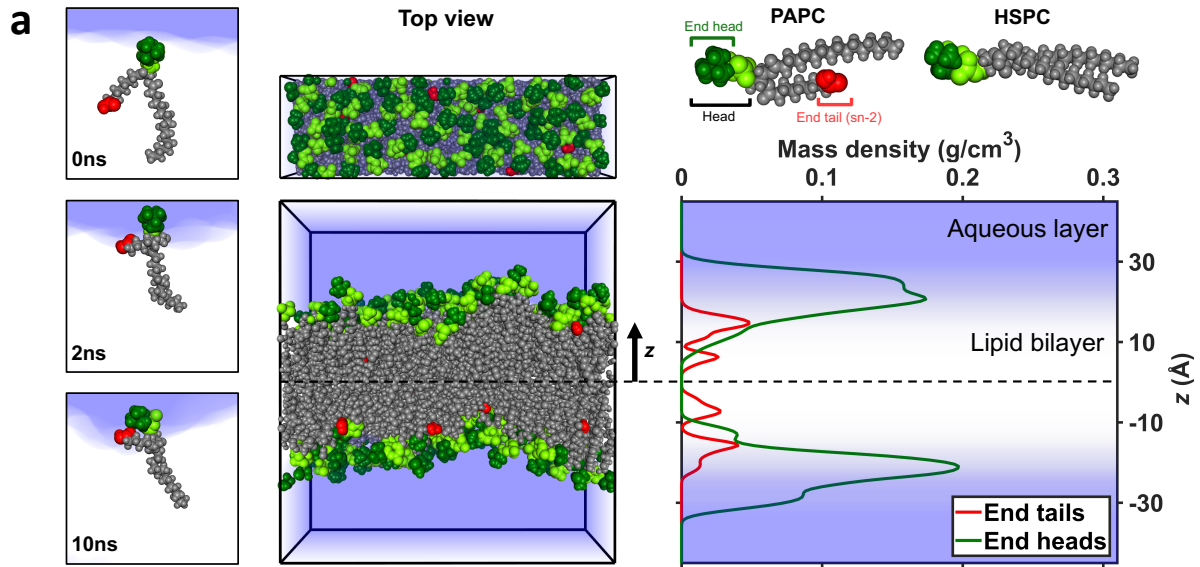 a
0ns
2ns
10ns
Top view
z
PAPC
HSPC
End head
Head
End tail (sn-2)
Mass density (g/cm³)
0 0.1 0.2 0.3
Aqueous layer
Lipid bilayer
30
10
-10
-30
z (Å)
End tails
End heads